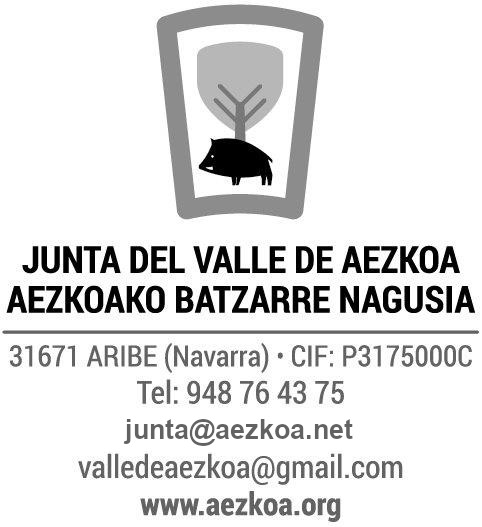 JUNTA DEL VALLE DE AEZKOA
AEZKOAKO BATZARRE NAGUSIA
31671 ARIBE (Navarra) • CIF: P3175000C
Tel: 948 76 43 75
junta@aezkoa.net
valledeaezkoa@gmail.com
www.aezkoa.org